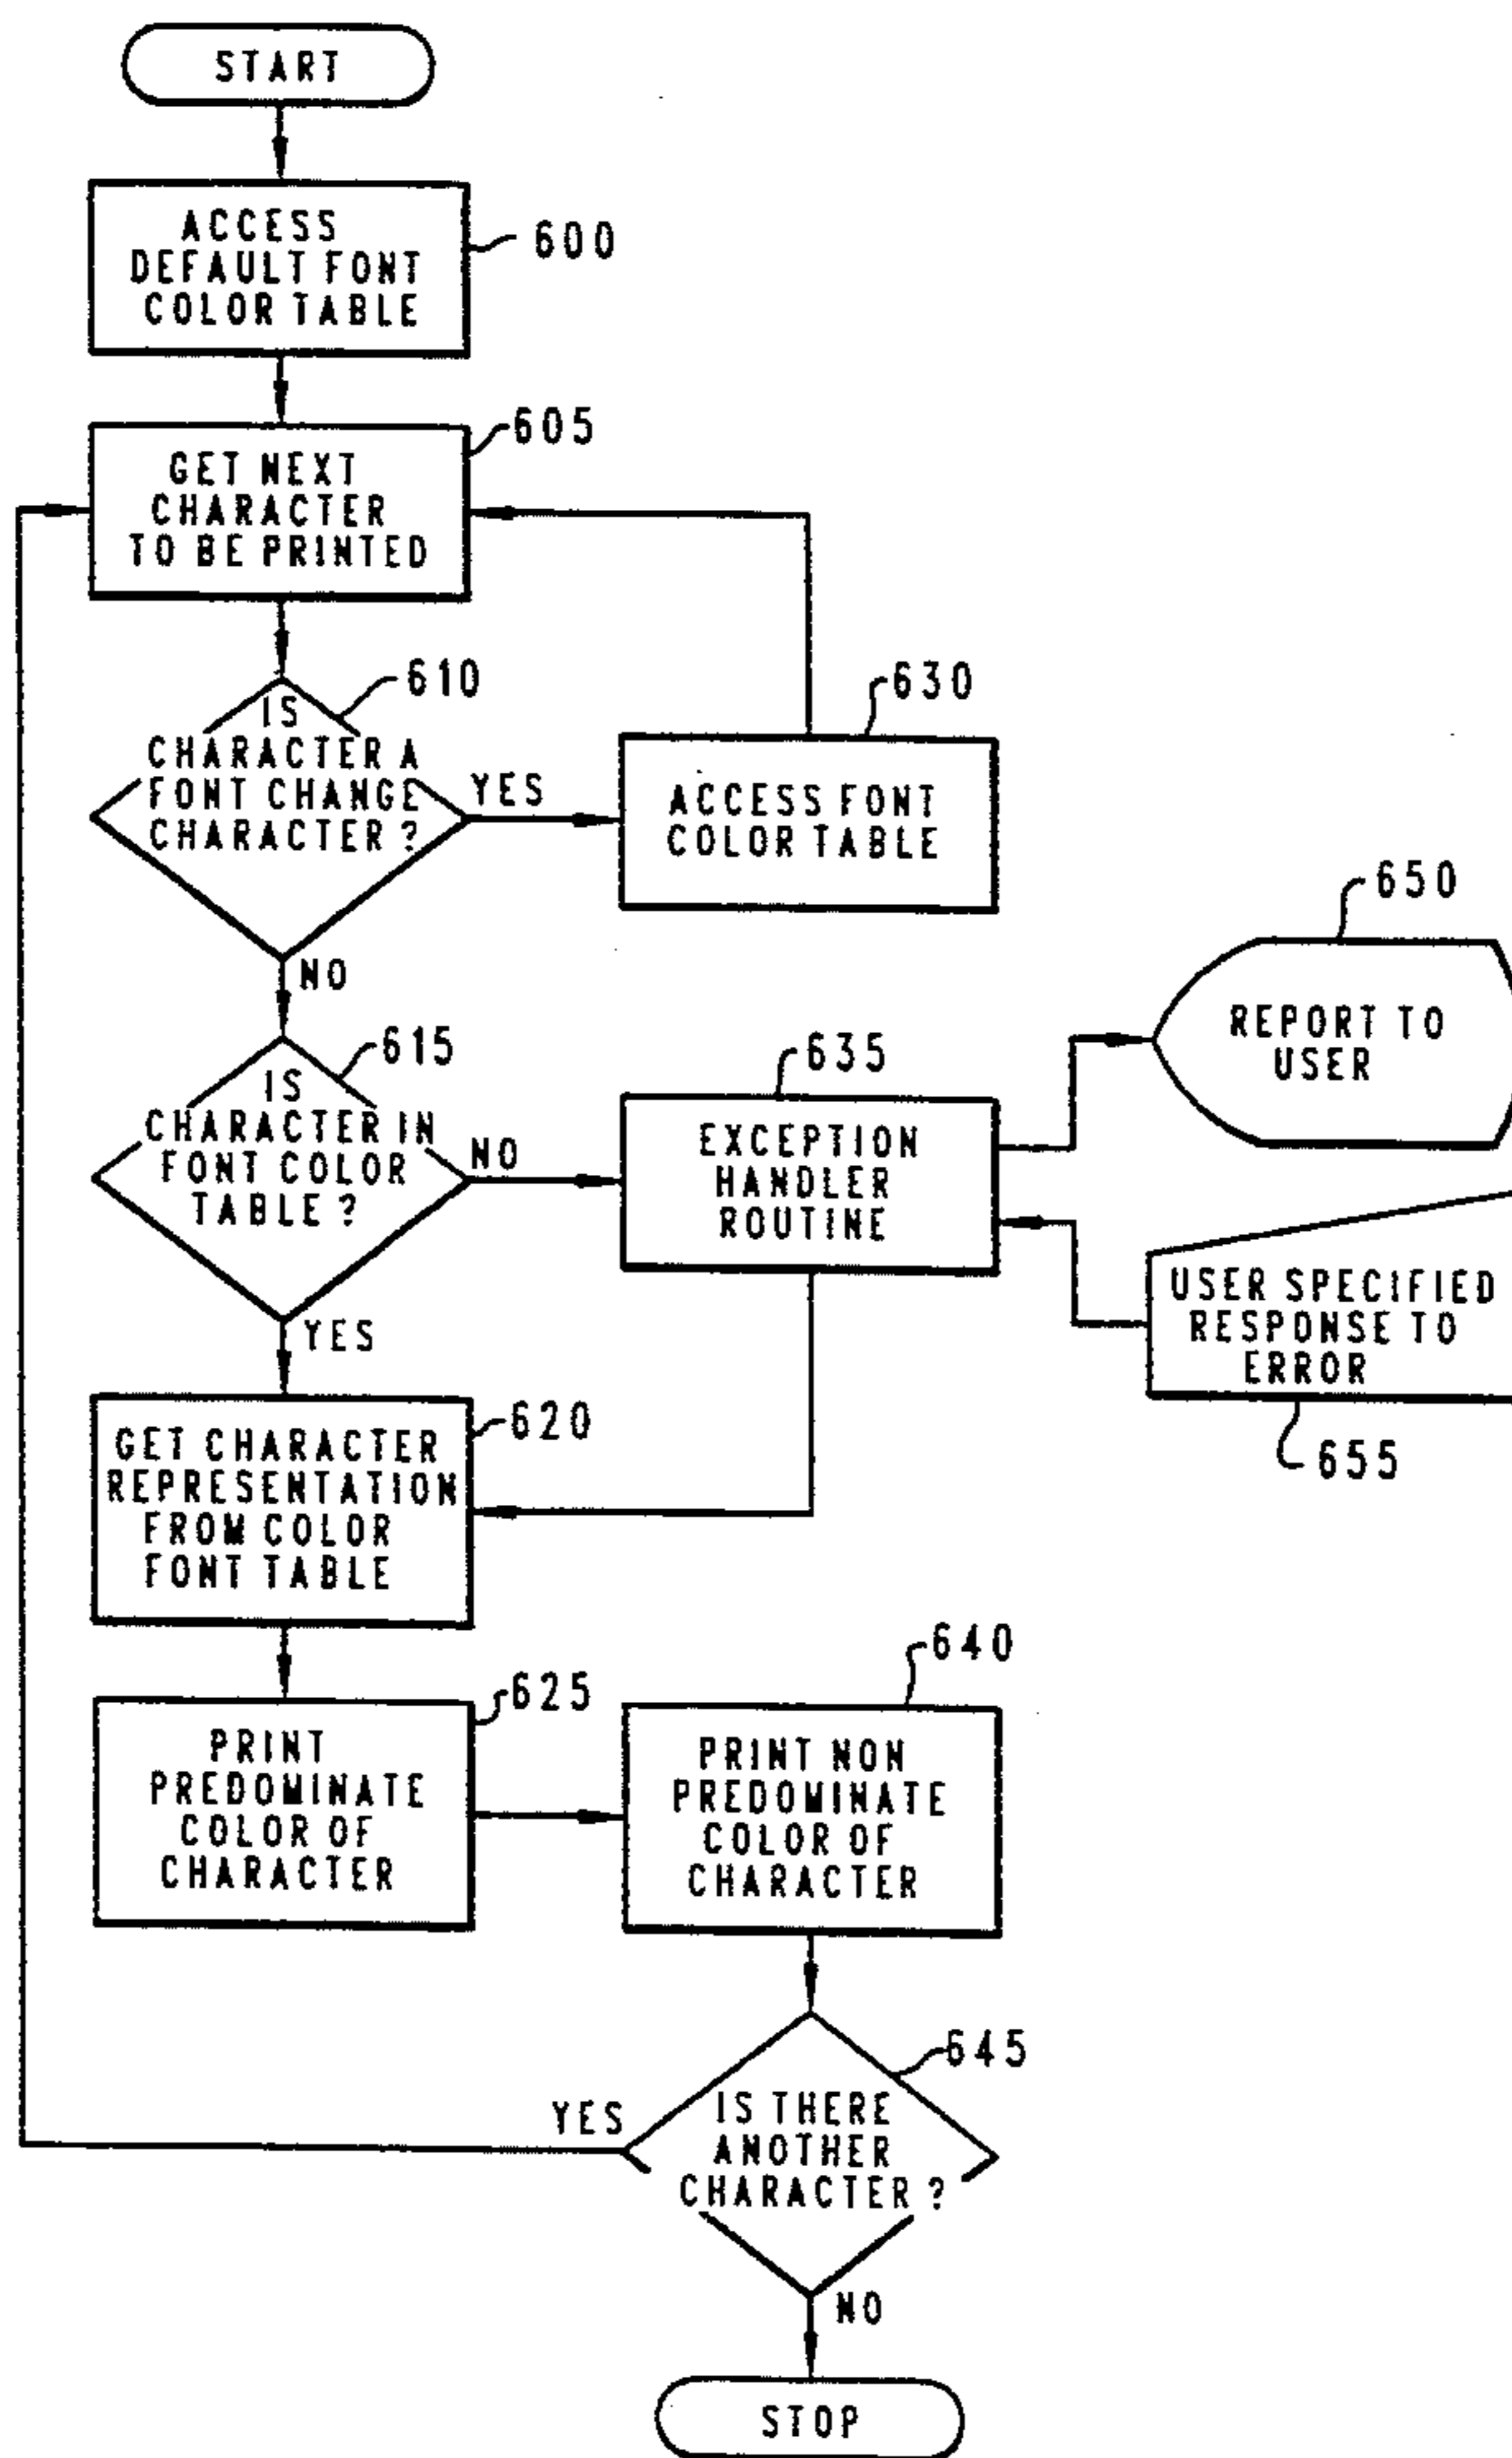 START
ACCESS
DEFAULT FONT
COLOR TABLE
600
GET NEXT
CHARACTER
TO BE PRINTED
605
IS
CHARACTER A
FONT CHANGE
CHARACTER ?
610
YES
NO
ACCESS FONT
COLOR TABLE
630
IS
CHARACTER IN
FONT COLOR
TABLE ?
615
NO
YES
EXCEPTION
HANDLER
ROUTINE
635
REPORT TO
USER
650
USER SPECIFIED
RESPONSE TO
ERROR
655
GET CHARACTER
REPRESENTATION
FROM COLOR
FONT TABLE
620
PRINT
PREDOMINATE
COLOR OF
CHARACTER
625
PRINT NON
PREDOMINATE
COLOR OF
CHARACTER
640
IS THERE
ANOTHER
CHARACTER ?
645
YES
NO
STOP